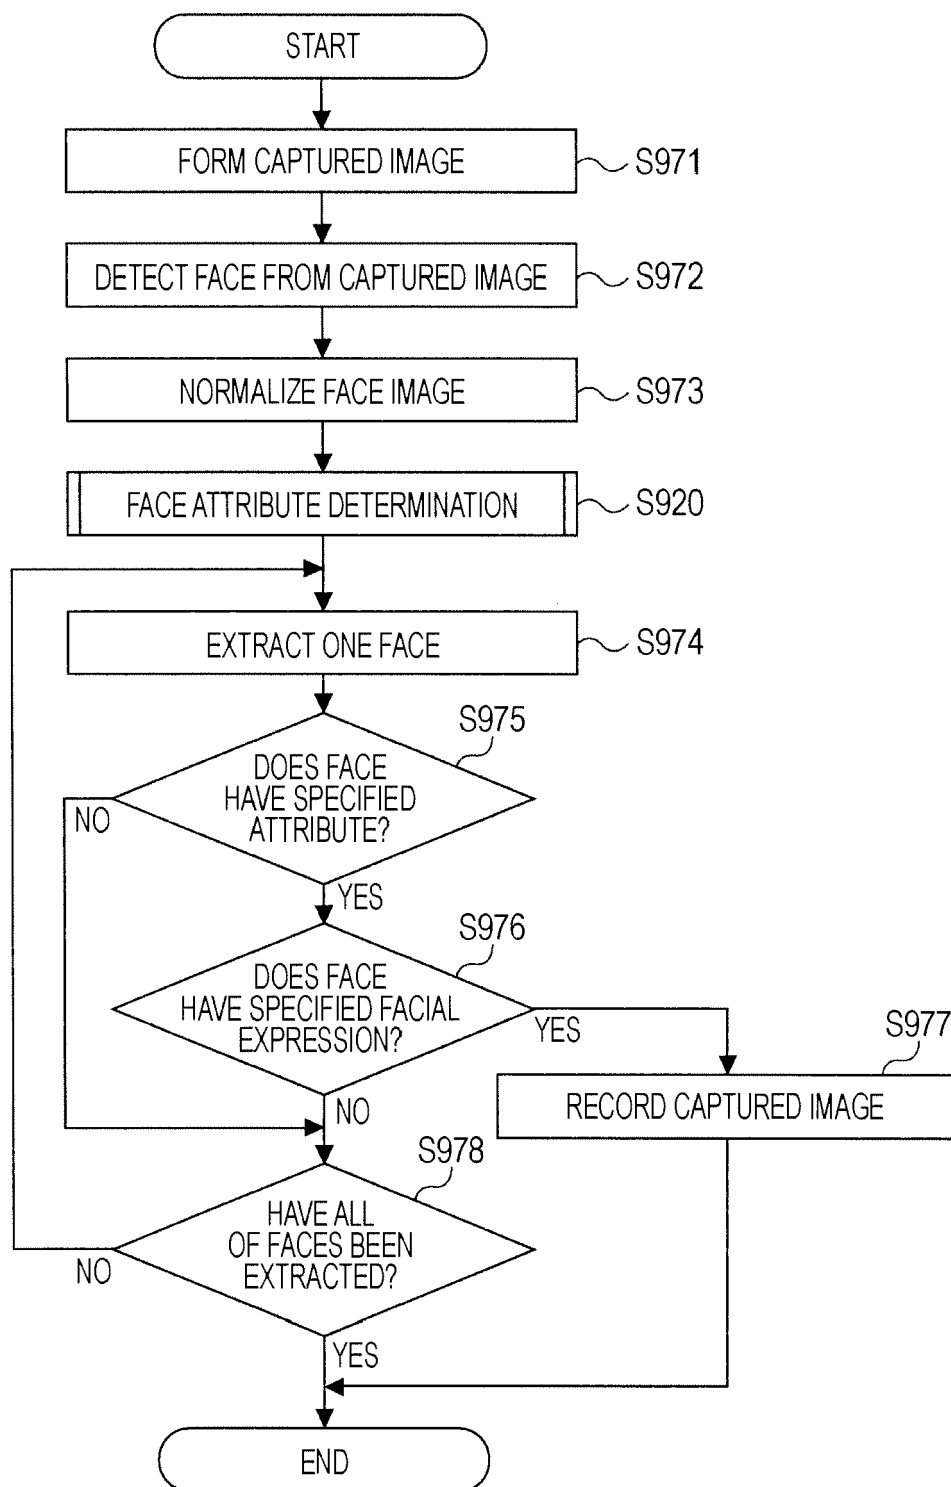 START
FORM CAPTURED IMAGE
S971
DETECT FACE FROM CAPTURED IMAGE
S972
NORMALIZE FACE IMAGE
S973
FACE ATTRIBUTE DETERMINATION
S920
EXTRACT ONE FACE
S974
S975
DOES FACE
HAVE SPECIFIED
ATTRIBUTE?
NO
YES
S976
DOES FACE
HAVE SPECIFIED FACIAL
EXPRESSION?
YES
NO
S977
RECORD CAPTURED IMAGE
S978
HAVE ALL
OF FACES BEEN
EXTRACTED?
NO
YES
END